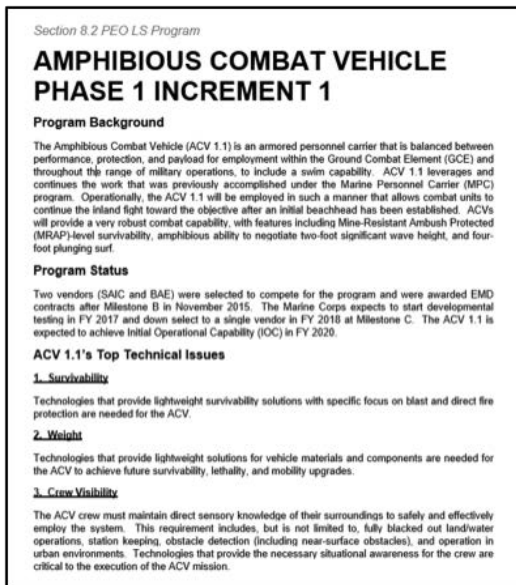 Section 8.2 PEO LS Program
AMPHIBIOUS COMBAT VEHICLE
PHASE 1 INCREMENT 1
Program Background
The Amphibious Combat Vehicle (ACV 1.1) is an armored personnel carrier that is balanced between
performance, protection, and payload for employment within the Ground Combat Element (GCE) and
throughout the range of military operations, to include a swim capability. ACV 1.1 leverages and
continues the work that was previously accomplished under the Marine Personnel Carrier (MPC)
program. Operationally, the ACV 1.1 will be employed in such a manner that allows combat units to
continue the inland fight toward the objective after an initial beachhead has been established. ACVs
will provide a very robust combat capability, with features including Mine-Resistant Ambush Protected
(MRAP)-level survivability, amphibious ability to negotiate two-foot significant wave height, and four-
foot plunging surf.
Program Status
Two vendors (SAIC and BAE) were selected to compete for the program and were awarded EMD
contracts after Milestone B in November 2015. The Marine Corps expects to start developmental
testing in FY 2017 and down select to a single vendor in FY 2018 at Milestone C. The ACV 1.1 is
expected to achieve Initial Operational Capability (IOC) in FY 2020.
ACV 1.1's Top Technical Issues
1. Survivability
Technologies that provide lightweight survivability solutions with specific focus on blast and direct fire
protection are needed for the ACV.
2. Weight
Technologies that provide lightweight solutions for vehicle materials and components are needed for
the ACV to achieve future survivability, lethality, and mobility upgrades.
3. Crew Visibility
The ACV crew must maintain direct sensory knowledge of their surroundings to safely and effectively
employ the system. This requirement includes, but is not limited to, fully blacked out land/water
operations, station keeping, obstacle detection (including near-surface obstacles), and operation in
urban environments. Technologies that provide the necessary situational awareness for the crew are
critical to the execution of the ACV mission.